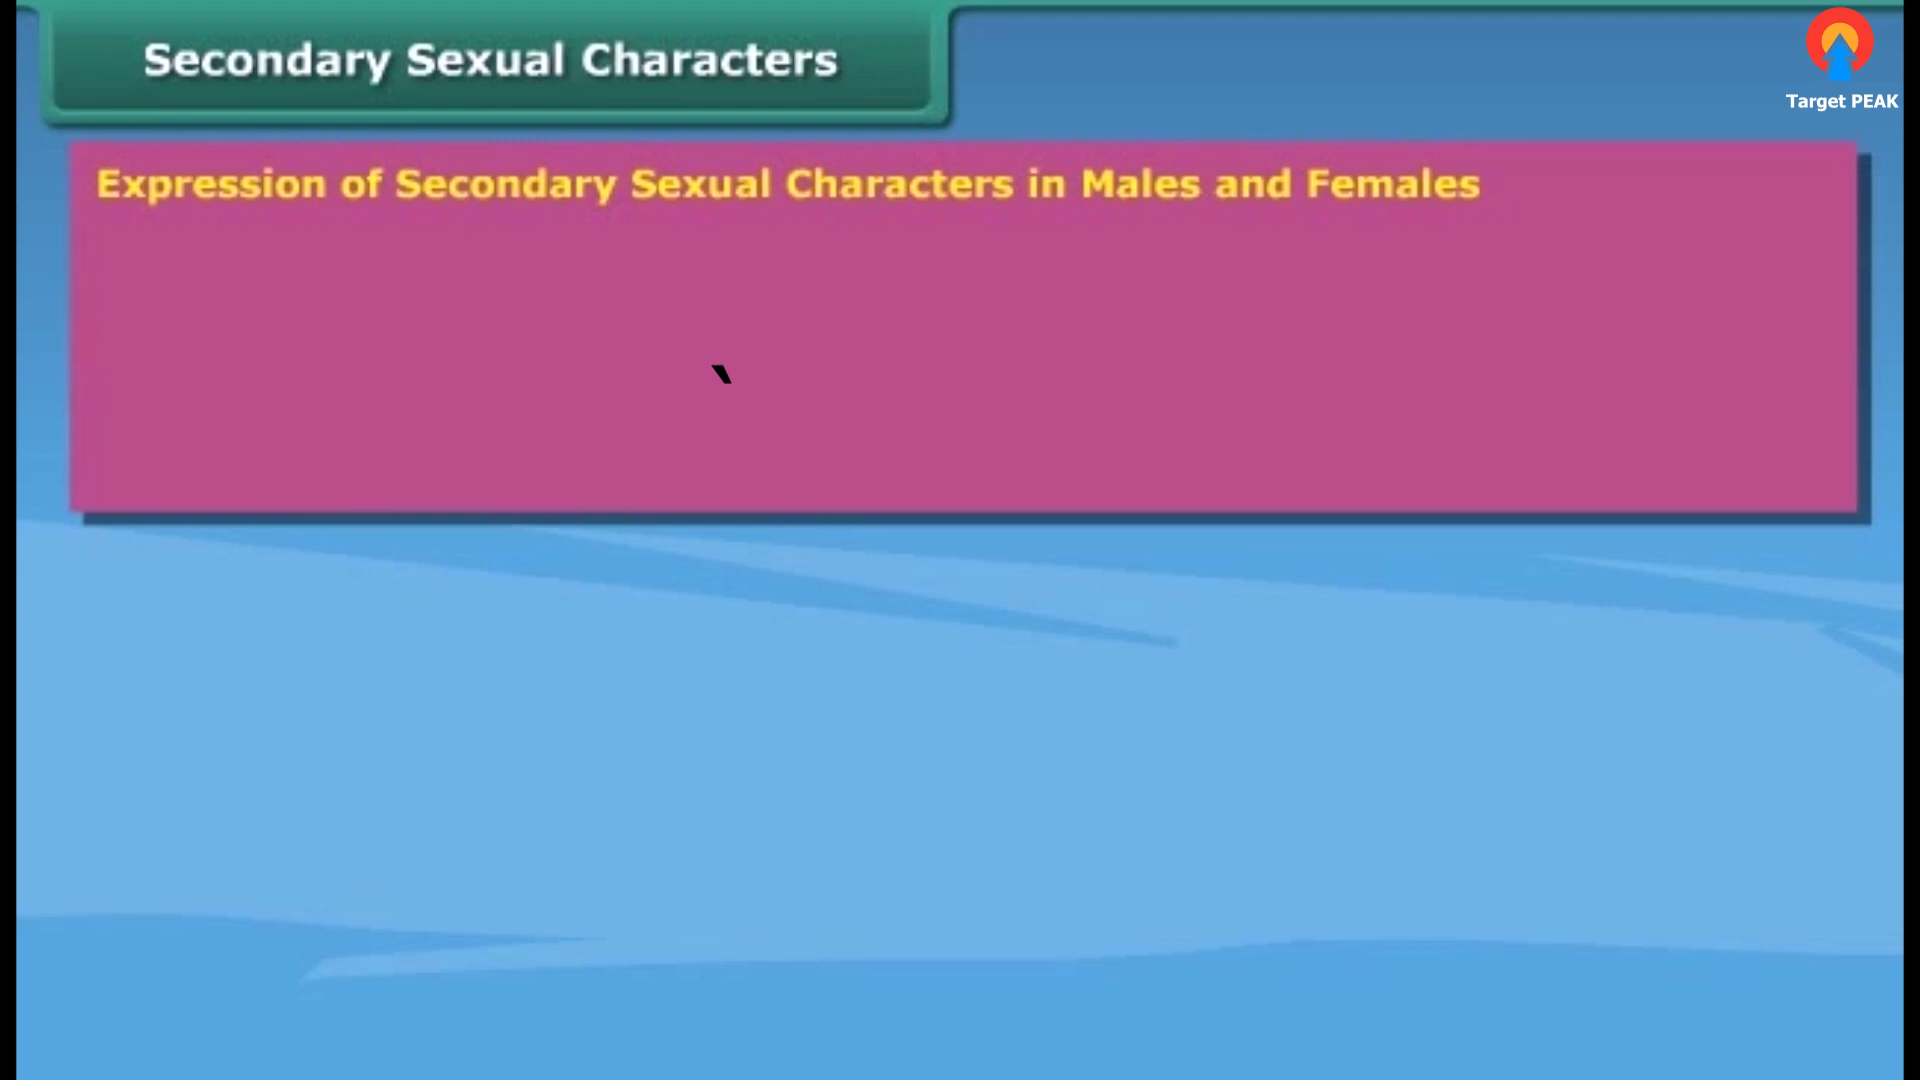 Secondary Sexual Characters
Target PEAK
Expression of Secondary Sexual Characters in Males and Females
`